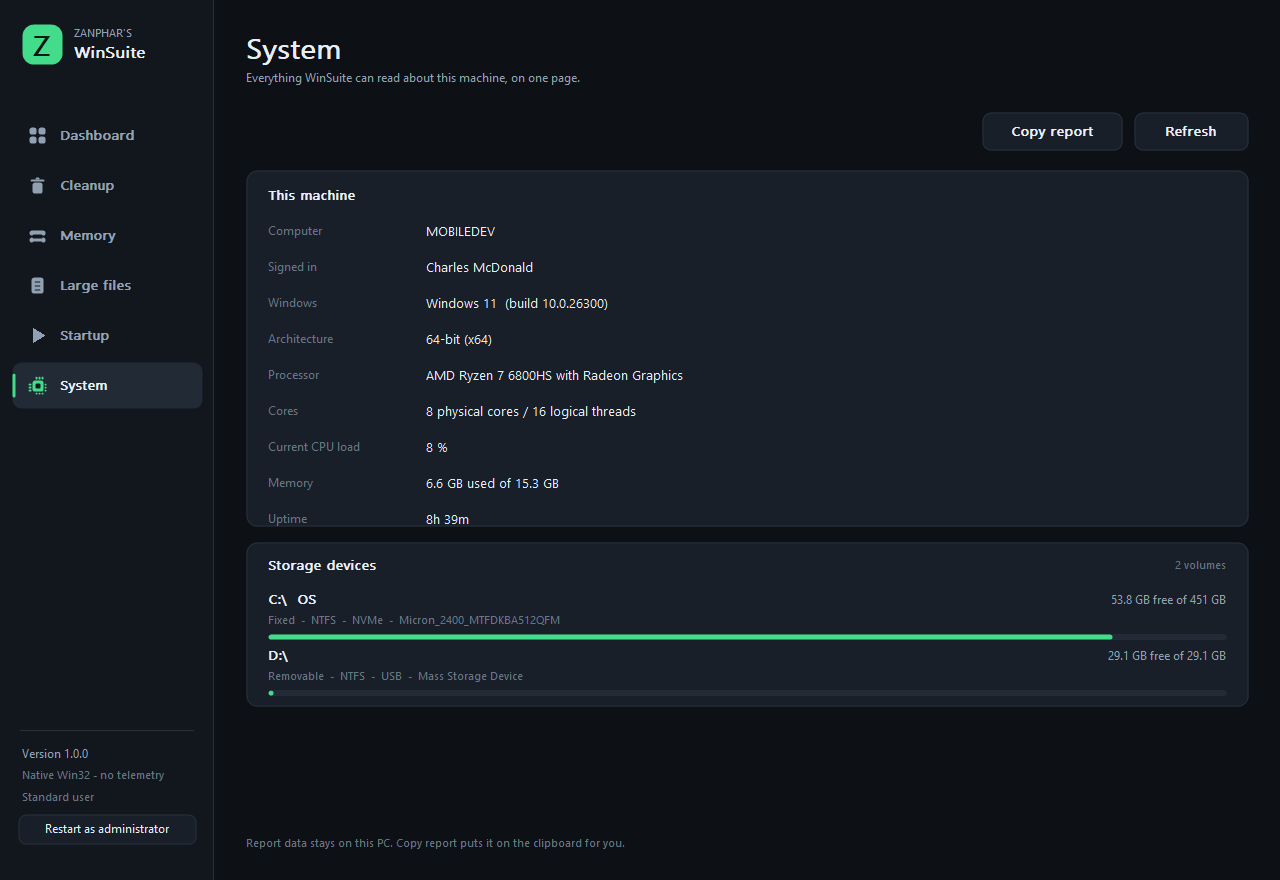 Z
ZANPHAR'S
WinSuite
Dashboard
Cleanup
Memory
Large files
Startup
System
Version 1.0.0
Native Win32 - no telemetry
Standard user
Restart as administrator
System
Everything WinSuite can read about this machine, on one page.
Copy report Refresh
This machine
Computer MOBILEDEV
Signed in Charles McDonald
Windows Windows 11 (build 10.0.26300)
Architecture 64-bit (x64)
Processor AMD Ryzen 7 6800HS with Radeon Graphics
Cores 8 physical cores / 16 logical threads
Current CPU load 8 %
Memory 6.6 GB used of 15.3 GB
Uptime 8h 39m
Storage devices 2 volumes
C:\ OS 53.8 GB free of 451 GB
Fixed - NTFS - NVMe - Micron_2400_MTFDKBA512QFM
D:\ 29.1 GB free of 29.1 GB
Removable - NTFS - USB - Mass Storage Device
Report data stays on this PC. Copy report puts it on the clipboard for you.